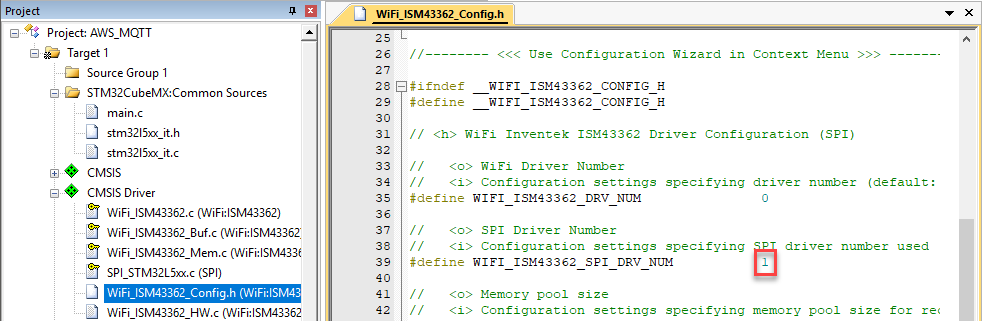 Project
Project: AWS_MQTT
Target 1
Source Group 1
STM32CubeMX:Common Sources
main.c
stm32l5xx_it.h
stm32l5xx_it.c
CMSIS
CMSIS Driver
WiFi_ISM43362.c (WiFi:ISM43362)
WiFi_ISM43362_Buf.c (WiFi:ISM43
WiFi_ISM43362_Mem.c (WiFi:ISM4
SPI_STM32L5xx.c (SPI)
WiFi_ISM43362_Config.h (WiFi:ISM43
WiFi_ISM43362_HW.c (WiFi:ISM43362
WiFi_ISM43362_Config.h
25
26 //--------- <<< Use Configuration Wizard in Context Menu >>> --------
27
28 #ifndef __WIFI_ISM43362_CONFIG_H
29 #define __WIFI_ISM43362_CONFIG_H
30
31 // <h> WiFi Inventek ISM43362 Driver Configuration (SPI)
32
33 //   <o> WiFi Driver Number
34 //   <i> Configuration settings specifying driver number (default:
35 #define WIFI_ISM43362_DRV_NUM 0
36
37 //   <o> SPI Driver Number
38 //   <i> Configuration settings specifying SPI driver number used
39 #define WIFI_ISM43362_SPI_DRV_NUM 1
40
41 //   <o> Memory pool size
42 //   <i> Configuration settings specifying memory pool size for rec